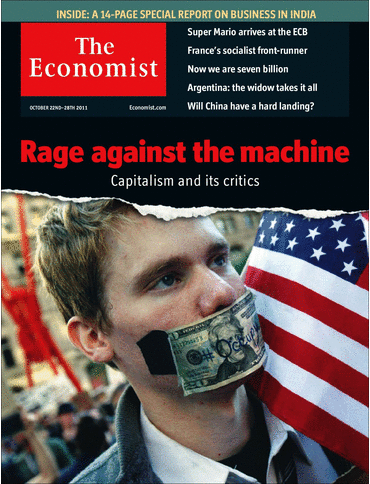 INSIDE: A 14-PAGE SPECIAL REPORT ON BUSINESS IN INDIA
The
Economist
OCTOBER 22ND–28TH 2011
Economist.com
Super Mario arrives at the ECB
France's socialist front-runner
Now we are seven billion
Argentina: the widow takes it all
Will China have a hard landing?
Rage against the machine
Capitalism and its critics
#Occupy